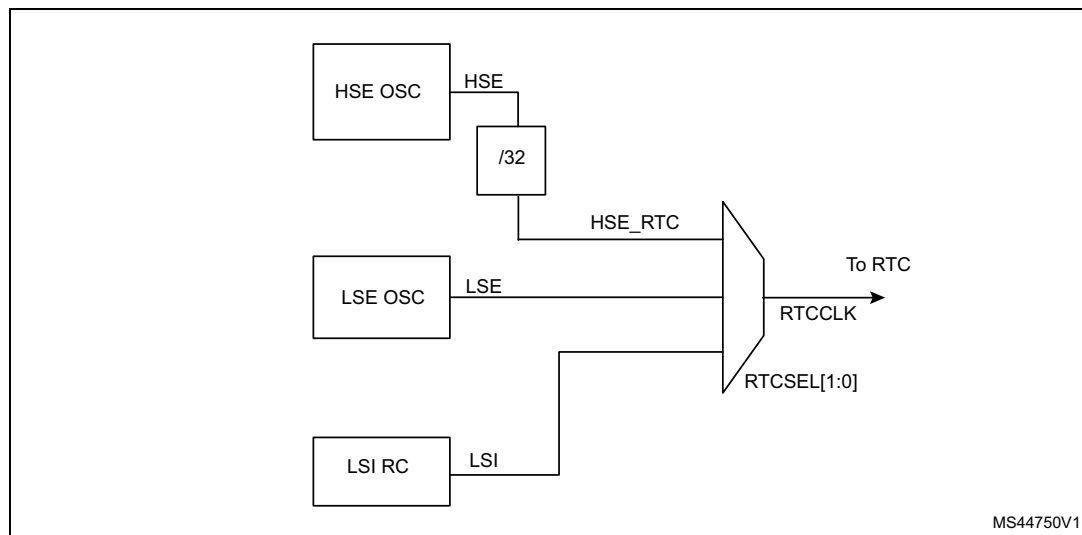 HSE OSC
HSE
/32
HSE_RTC
To RTC
LSE OSC
LSE
RTCCLK
RTCSEL[1:0]
LSI RC
LSI
MS44750V1